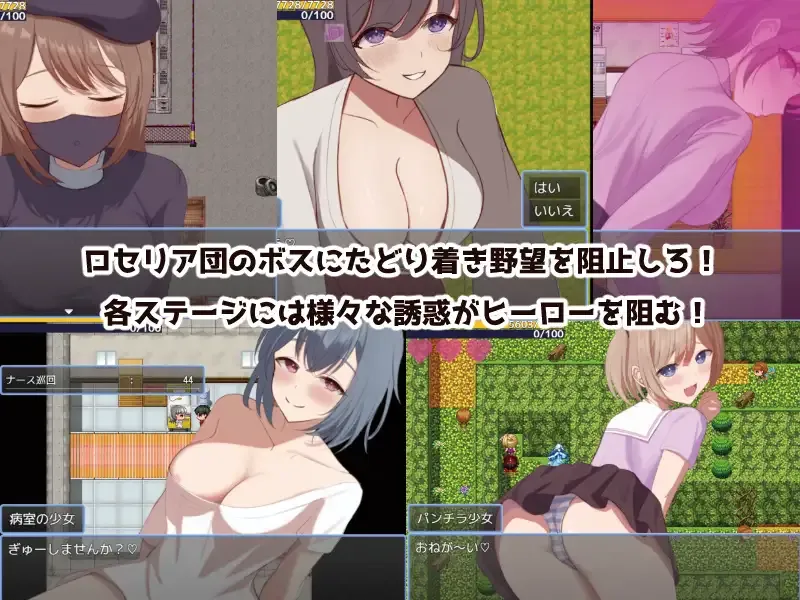 7728
/100
7728/7728
0/100
はい
いいえ
ロセリア団のボスにたどり着き野望を阻止しろ!
各ステージには様々な誘惑がヒーローを阻む!
0/100
0/100
ナース巡回 : 44
病室の少女
ぎゅーしませんか?♡
パンチラ少女
おねが〜い♡